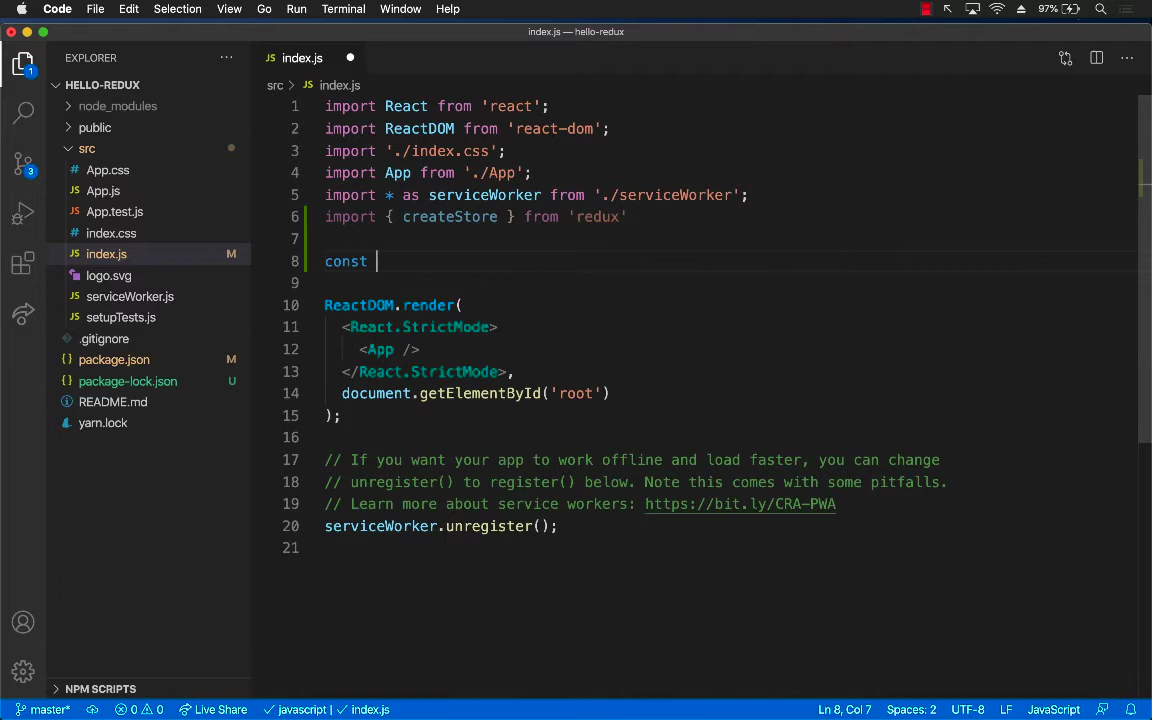 Code File Edit Selection View Go Run Terminal Window Help 97%
index.js — hello-redux
EXPLORER
JS index.js
HELLO-REDUX
src > JS index.js
node_modules
public
src
# App.css
JS App.js
JS App.test.js
# index.css
JS index.js M
logo.svg
JS serviceWorker.js
JS setupTests.js
.gitignore
{} package.json M
{} package-lock.json U
README.md
yarn.lock
NPM SCRIPTS
1
3
1 import React from 'react';
2 import ReactDOM from 'react-dom';
3 import './index.css';
4 import App from './App';
5 import * as serviceWorker from './serviceWorker';
6 import { createStore } from 'redux'
7
8 const
9
10 ReactDOM.render(
11 <React.StrictMode>
12 <App />
13 </React.StrictMode>,
14 document.getElementById('root')
15 );
16
17 // If you want your app to work offline and load faster, you can change
18 // unregister() to register() below. Note this comes with some pitfalls.
19 // Learn more about service workers: https://bit.ly/CRA-PWA
20 serviceWorker.unregister();
21
master* 0 0 Live Share javascript | index.js Ln 8, Col 7 Spaces: 2 UTF-8 LF JavaScript